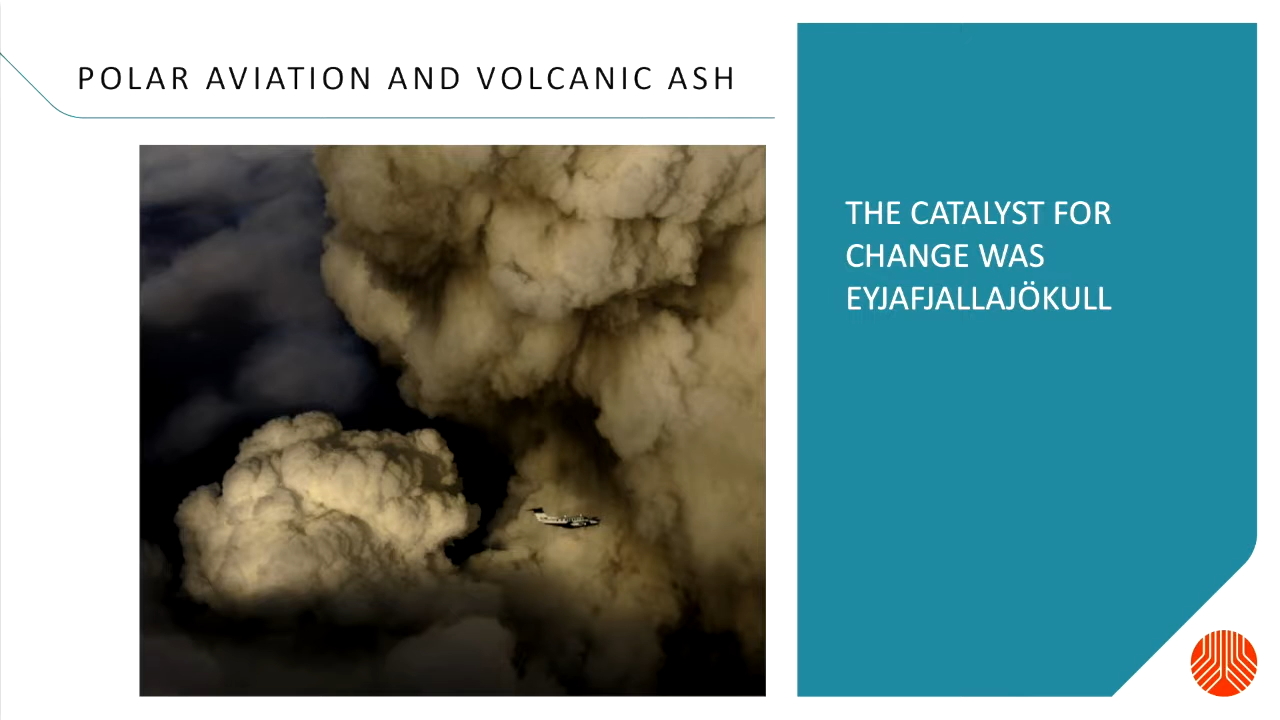 POLAR AVIATION AND VOLCANIC ASH
THE CATALYST FOR
CHANGE WAS
EYJAFJALLAJÖKULL